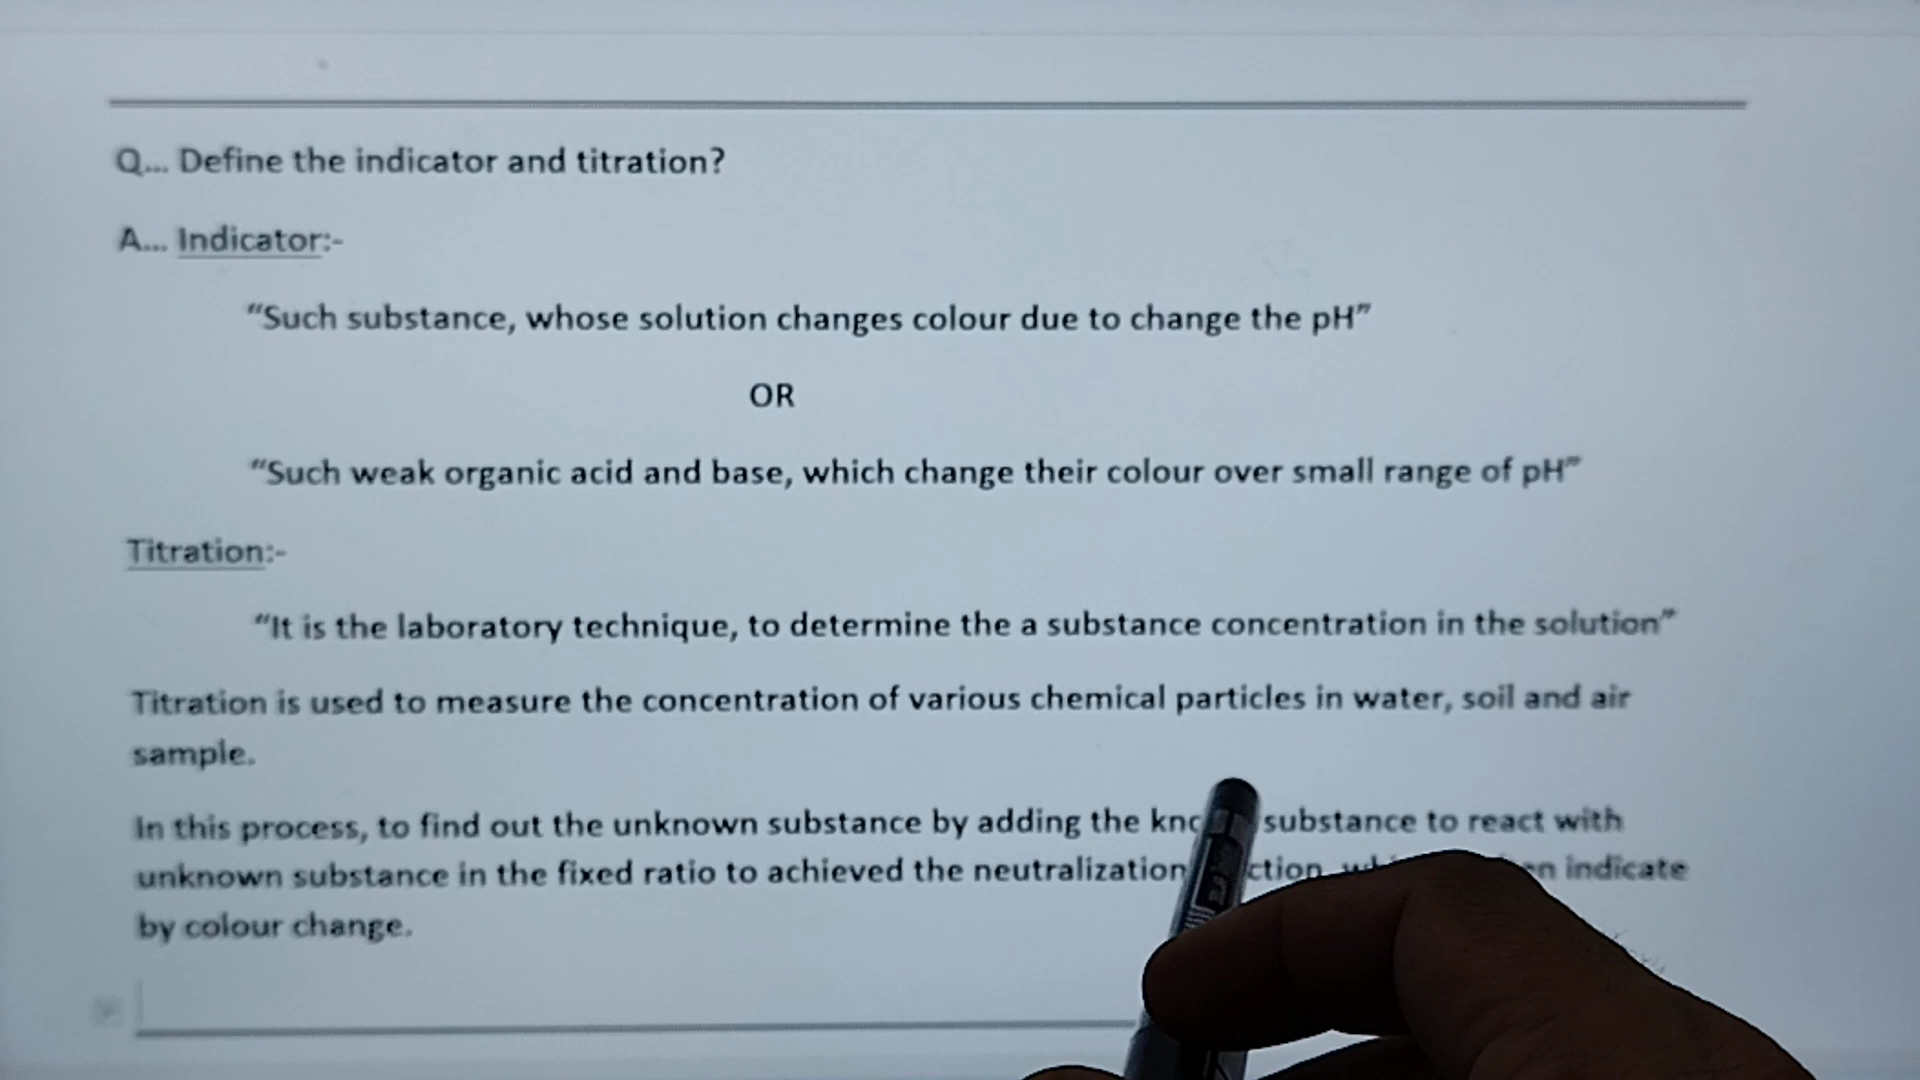 Q... Define the indicator and titration?
A... Indicator:-
“Such substance, whose solution changes colour due to change the pH”
OR
“Such weak organic acid and base, which change their colour over small range of pH”
Titration:-
“It is the laboratory technique, to determine the a substance concentration in the solution”
Titration is used to measure the concentration of various chemical particles in water, soil and air
sample.
In this process, to find out the unknown substance by adding the substance to react with
unknown substance in the fixed ratio to achieved the neutralization indicate
by colour change.